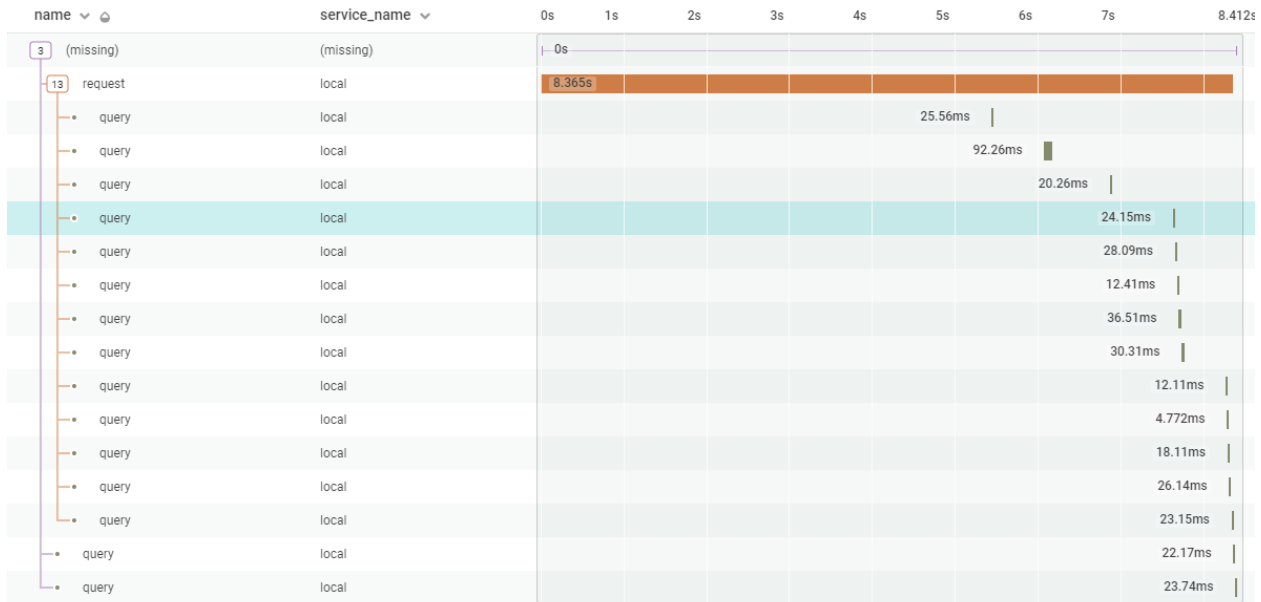 name service_name 0s 1s 2s 3s 4s 5s 6s 7s 8.412s
3 (missing) (missing) 0s
13 request local 8.365s
query local 25.56ms
query local 92.26ms
query local 20.26ms
query local 24.15ms
query local 28.09ms
query local 12.41ms
query local 36.51ms
query local 30.31ms
query local 12.11ms
query local 4.772ms
query local 18.11ms
query local 26.14ms
query local 23.15ms
query local 22.17ms
query local 23.74ms